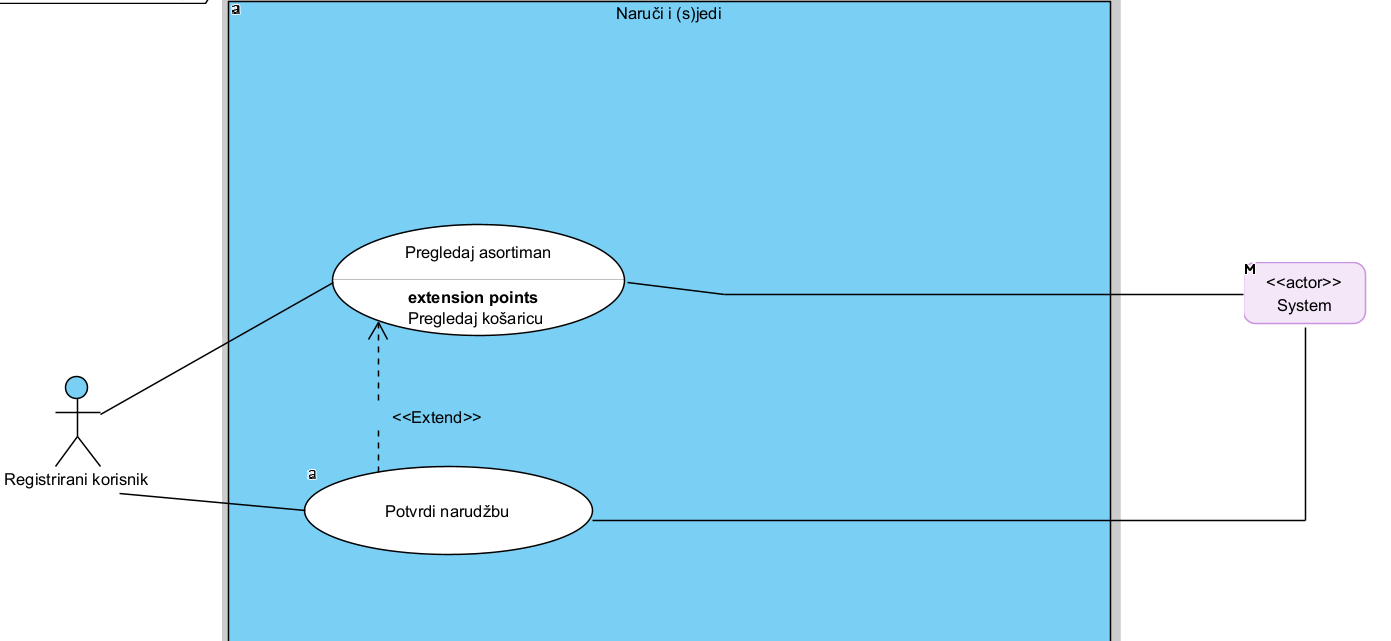 a
Naruči i (s)jedi
Pregledaj asortiman
extension points
Pregledaj košaricu
M
<<actor>>
System
<<Extend>>
Registrirani korisnik
a
Potvrdi narudžbu